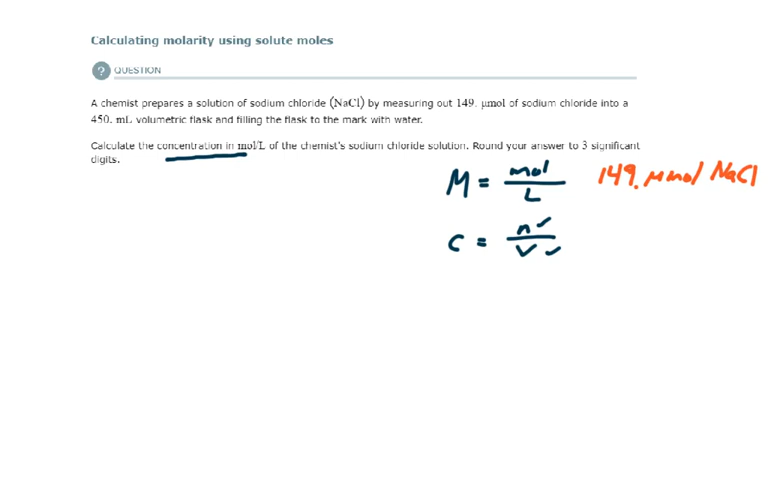 Calculating molarity using solute moles
? QUESTION
A chemist prepares a solution of sodium chloride (NaCl) by measuring out 149. μmol of sodium chloride into a
450. mL volumetric flask and filling the flask to the mark with water.
Calculate the concentration in mol/L of the chemist's sodium chloride solution. Round your answer to 3 significant
digits.
M = mol / L
149. μmol NaCl
C = n / V